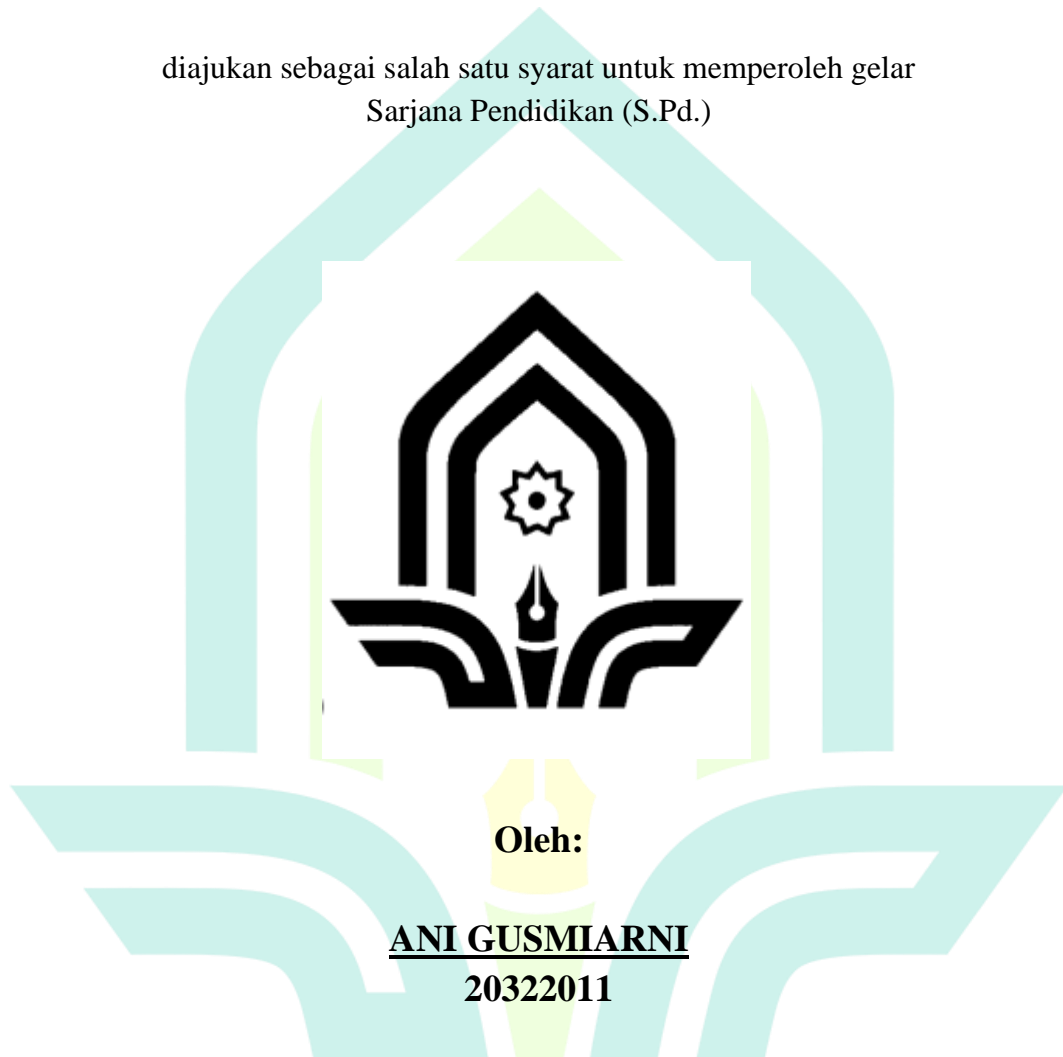 diajukan sebagai salah satu syarat untuk memperoleh gelar
Sarjana Pendidikan (S.Pd.)
Oleh:
ANI GUSMIARNI
20322011